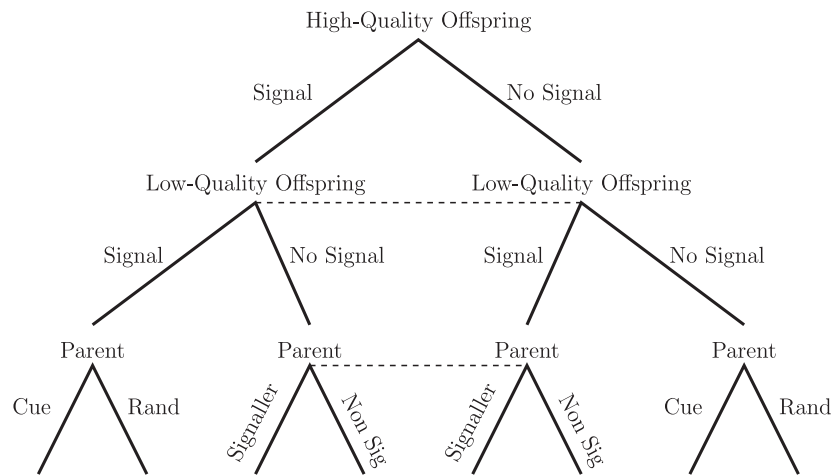 High-Quality Offspring
Signal
No Signal
Low-Quality Offspring
Low-Quality Offspring
Signal
No Signal
Signal
No Signal
Parent
Parent
Parent
Parent
Cue
Rand
Signaller
Non Sig
Signaller
Non Sig
Cue
Rand